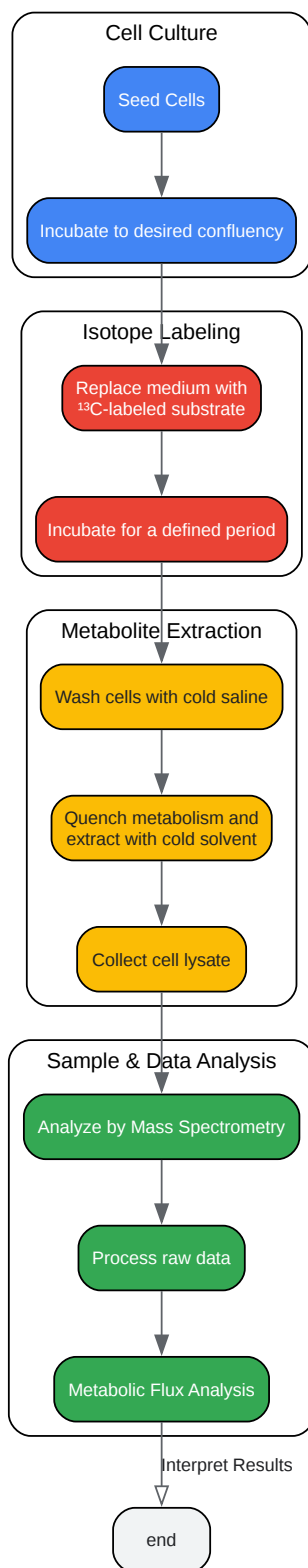 Cell Culture
Seed Cells
Incubate to desired confluency
Isotope Labeling
Replace medium with
¹³C-labeled substrate
Incubate for a defined period
Metabolite Extraction
Wash cells with cold saline
Quench metabolism and
extract with cold solvent
Collect cell lysate
Sample & Data Analysis
Analyze by Mass Spectrometry
Process raw data
Metabolic Flux Analysis
Interpret Results
end